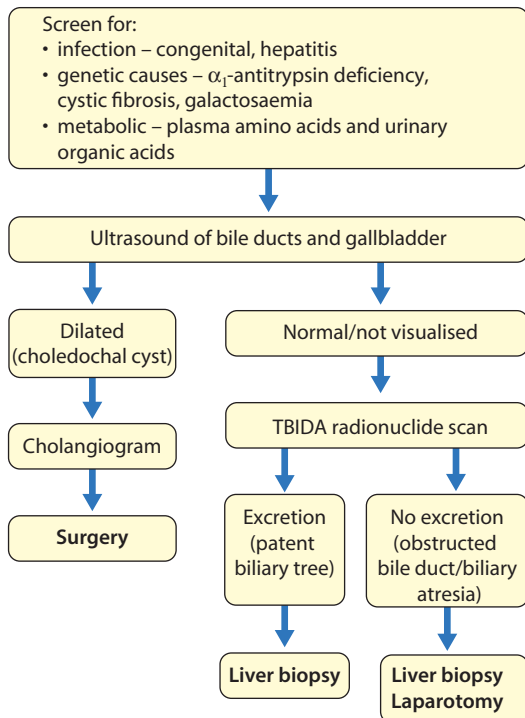 Screen for:
• infection – congenital, hepatitis
• genetic causes – α₁-antitrypsin deficiency,
cystic fibrosis, galactosaemia
• metabolic – plasma amino acids and urinary
organic acids
Ultrasound of bile ducts and gallbladder
Dilated
(choledochal cyst)
Normal/not visualised
Cholangiogram
TBIDA radionuclide scan
Surgery
Excretion
(patent
biliary tree)
No excretion
(obstructed
bile duct/biliary
atresia)
Liver biopsy
Liver biopsy
Laparotomy